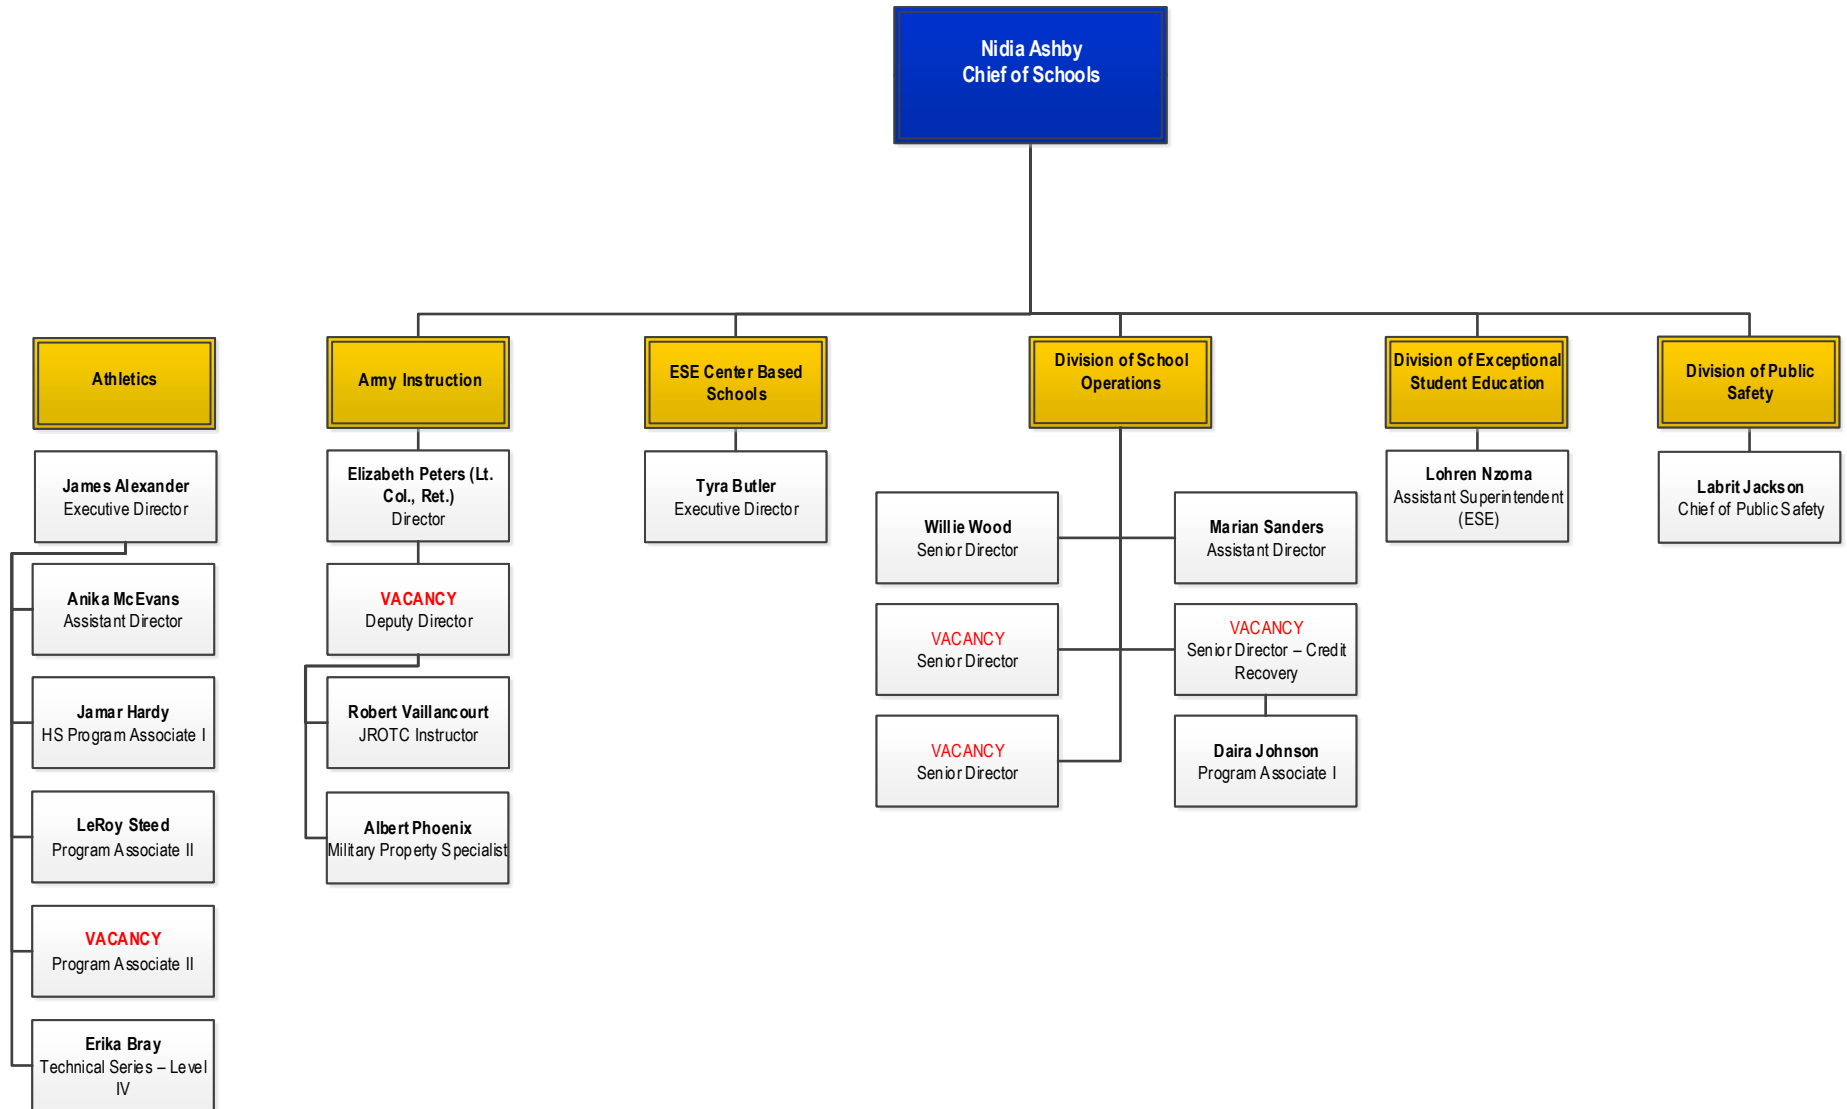 Nidia Ashby
Chief of Schools
Athletics
Army Instruction
ESE Center Based
Schools
Division of School
Operations
Division of Exceptional
Student Education
Division of Public
Safety
James Alexander
Executive Director
Anika McEvans
Assistant Director
Jamar Hardy
HS Program Associate I
LeRoy Steed
Program Associate II
VACANCY
Program Associate II
Erika Bray
Technical Series – Level
IV
Elizabeth Peters (Lt.
Col., Ret.)
Director
VACANCY
Deputy Director
Robert Vaillancourt
JROTC Instructor
Albert Phoenix
Military Property Specialist
Tyra Butler
Executive Director
Willie Wood
Senior Director
VACANCY
Senior Director
VACANCY
Senior Director
Marian Sanders
Assistant Director
VACANCY
Senior Director – Credit
Recovery
Daira Johnson
Program Associate I
Lohren Nzoma
Assistant Superintendent
(ESE)
Labrit Jackson
Chief of Public Safety